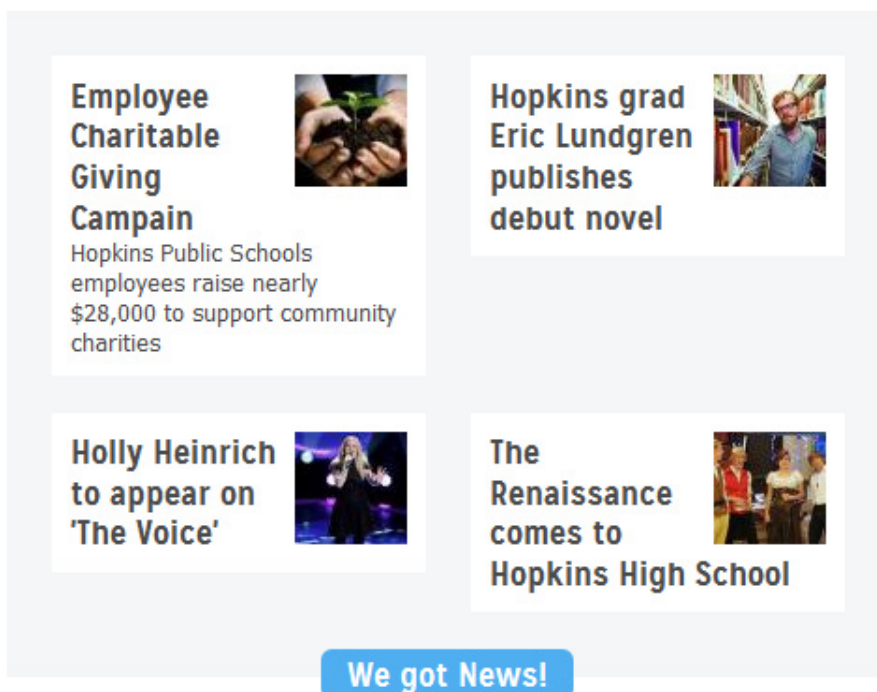 Employee
Charitable
Giving
Campain
Hopkins Public Schools
employees raise nearly
$28,000 to support community
charities
Hopkins grad
Eric Lundgren
publishes
debut novel
Holly Heinrich
to appear on
'The Voice'
The
Renaissance
comes to
Hopkins High School
We got News!